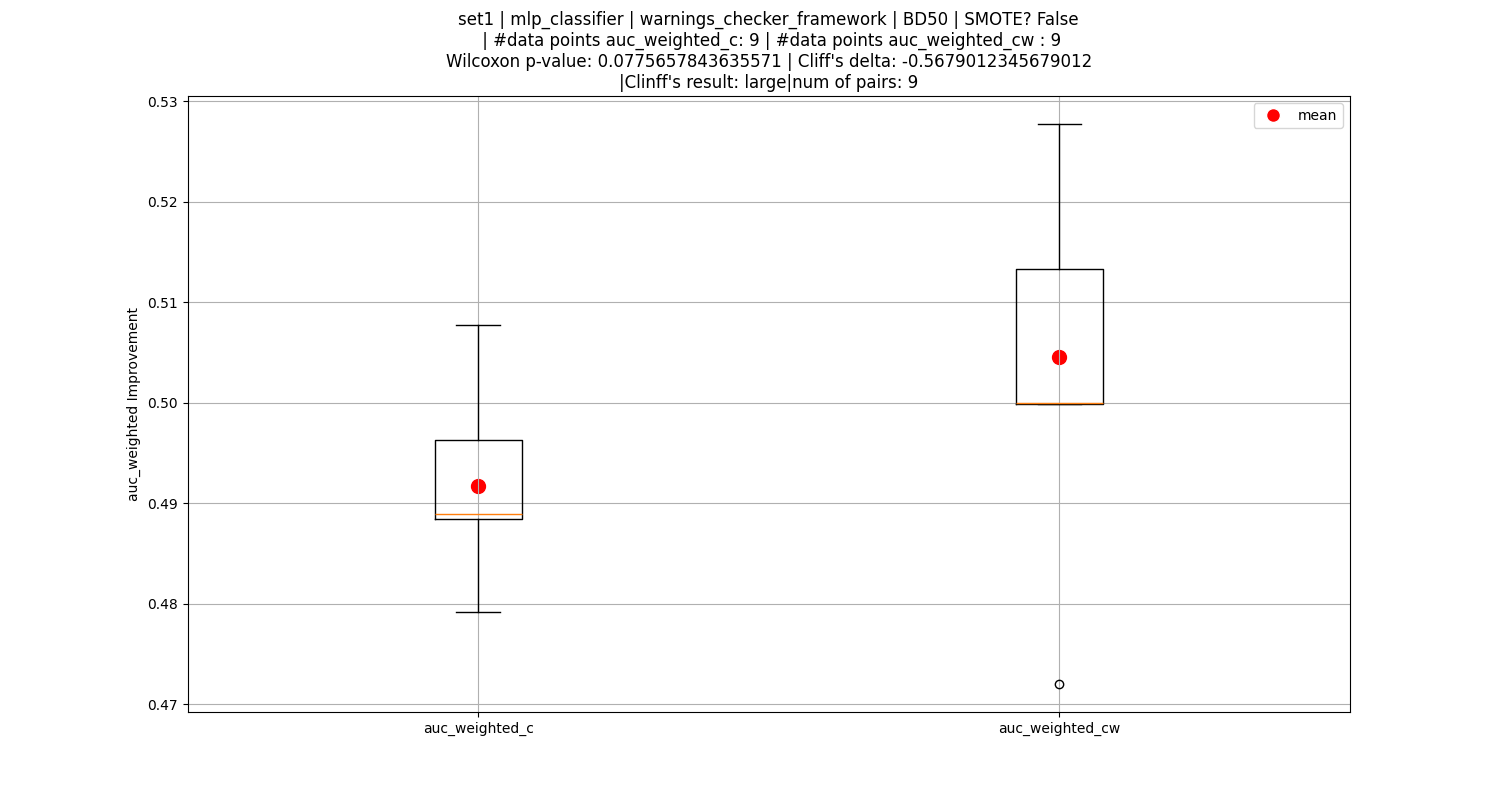 set1 | mlp_classifier | warnings_checker_framework | BD50 | SMOTE? False
| #data points auc_weighted_c: 9 | #data points auc_weighted_cw : 9
Wilcoxon p-value: 0.0775657843635571 | Cliff's delta: -0.5679012345679012
|Clinff's result: large|num of pairs: 9
mean
auc_weighted Improvement
0.53
0.52
0.51
0.50
0.49
0.48
0.47
auc_weighted_c
auc_weighted_cw